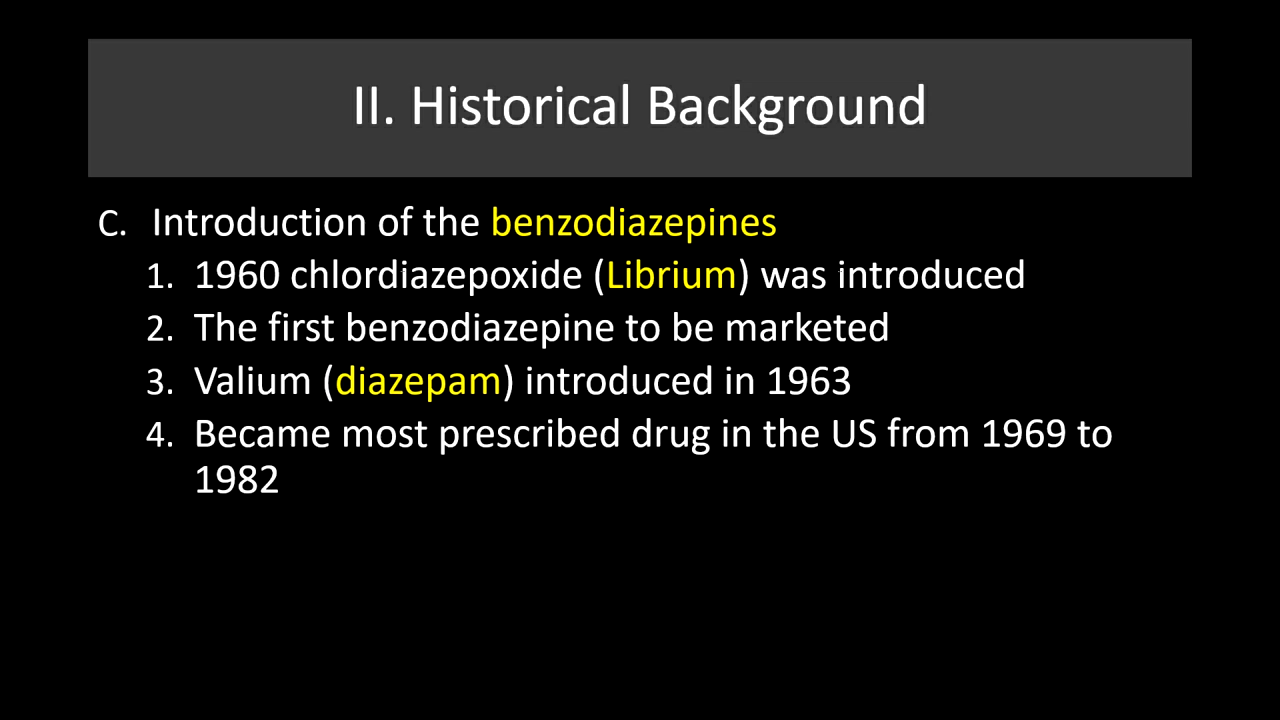 II. Historical Background
C. Introduction of the benzodiazepines
1. 1960 chlordiazepoxide (Librium) was introduced
2. The first benzodiazepine to be marketed
3. Valium (diazepam) introduced in 1963
4. Became most prescribed drug in the US from 1969 to
1982